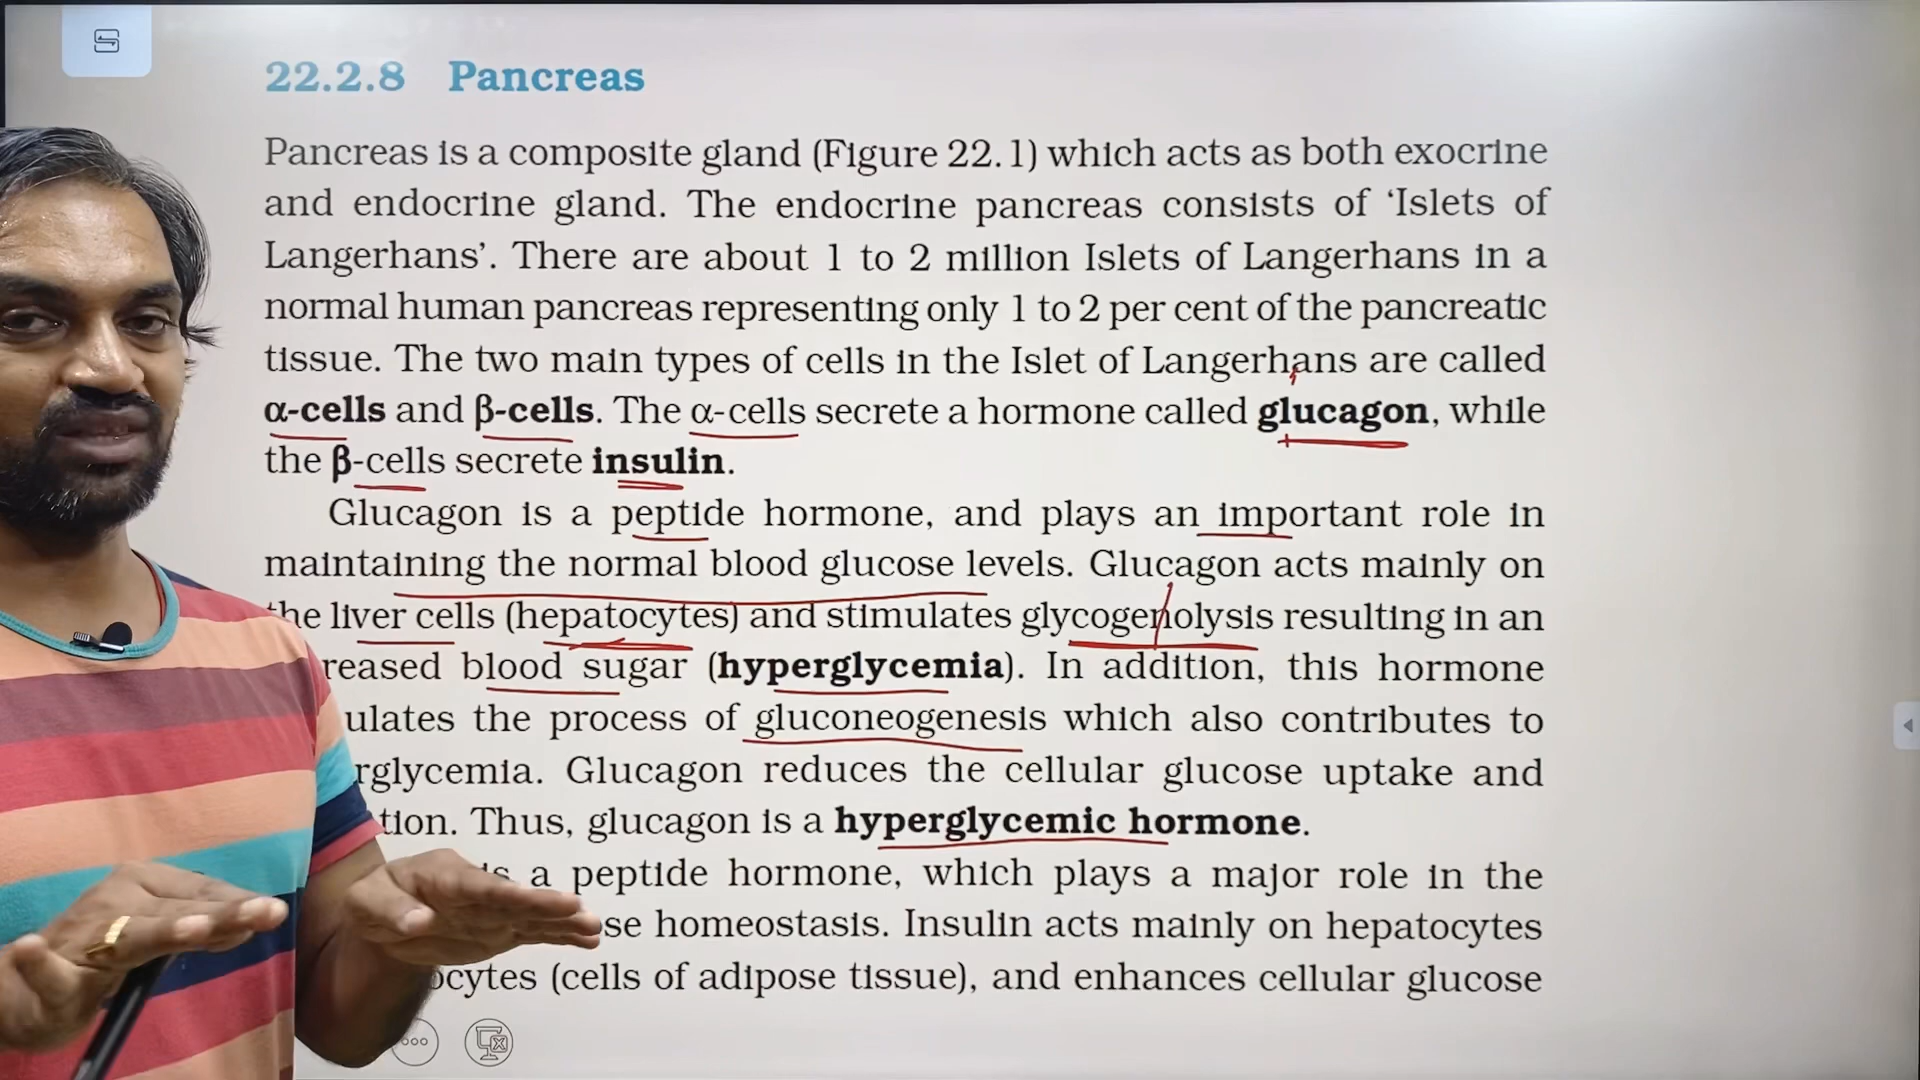 22.2.8 Pancreas
Pancreas is a composite gland (Figure 22.1) which acts as both exocrine
and endocrine gland. The endocrine pancreas consists of ‘Islets of
Langerhans’. There are about 1 to 2 million Islets of Langerhans in a
normal human pancreas representing only 1 to 2 per cent of the pancreatic
tissue. The two main types of cells in the Islet of Langerhans are called
α-cells and β-cells. The α-cells secrete a hormone called glucagon, while
the β-cells secrete insulin.
Glucagon is a peptide hormone, and plays an important role in
maintaining the normal blood glucose levels. Glucagon acts mainly on
the liver cells (hepatocytes) and stimulates glycogenolysis resulting in an
reased blood sugar (hyperglycemia). In addition, this hormone
ulates the process of gluconeogenesis which also contributes to
rglycemia. Glucagon reduces the cellular glucose uptake and
tion. Thus, glucagon is a hyperglycemic hormone.
is a peptide hormone, which plays a major role in the
ose homeostasis. Insulin acts mainly on hepatocytes
ocytes (cells of adipose tissue), and enhances cellular glucose